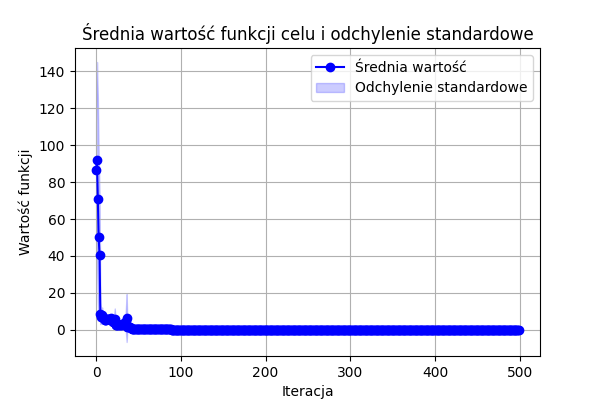 Średnia wartość funkcji celu i odchylenie standardowe
Średnia wartość
Odchylenie standardowe
Wartość funkcji
140
120
100
80
60
40
20
0
0 100 200 300 400 500
Iteracja